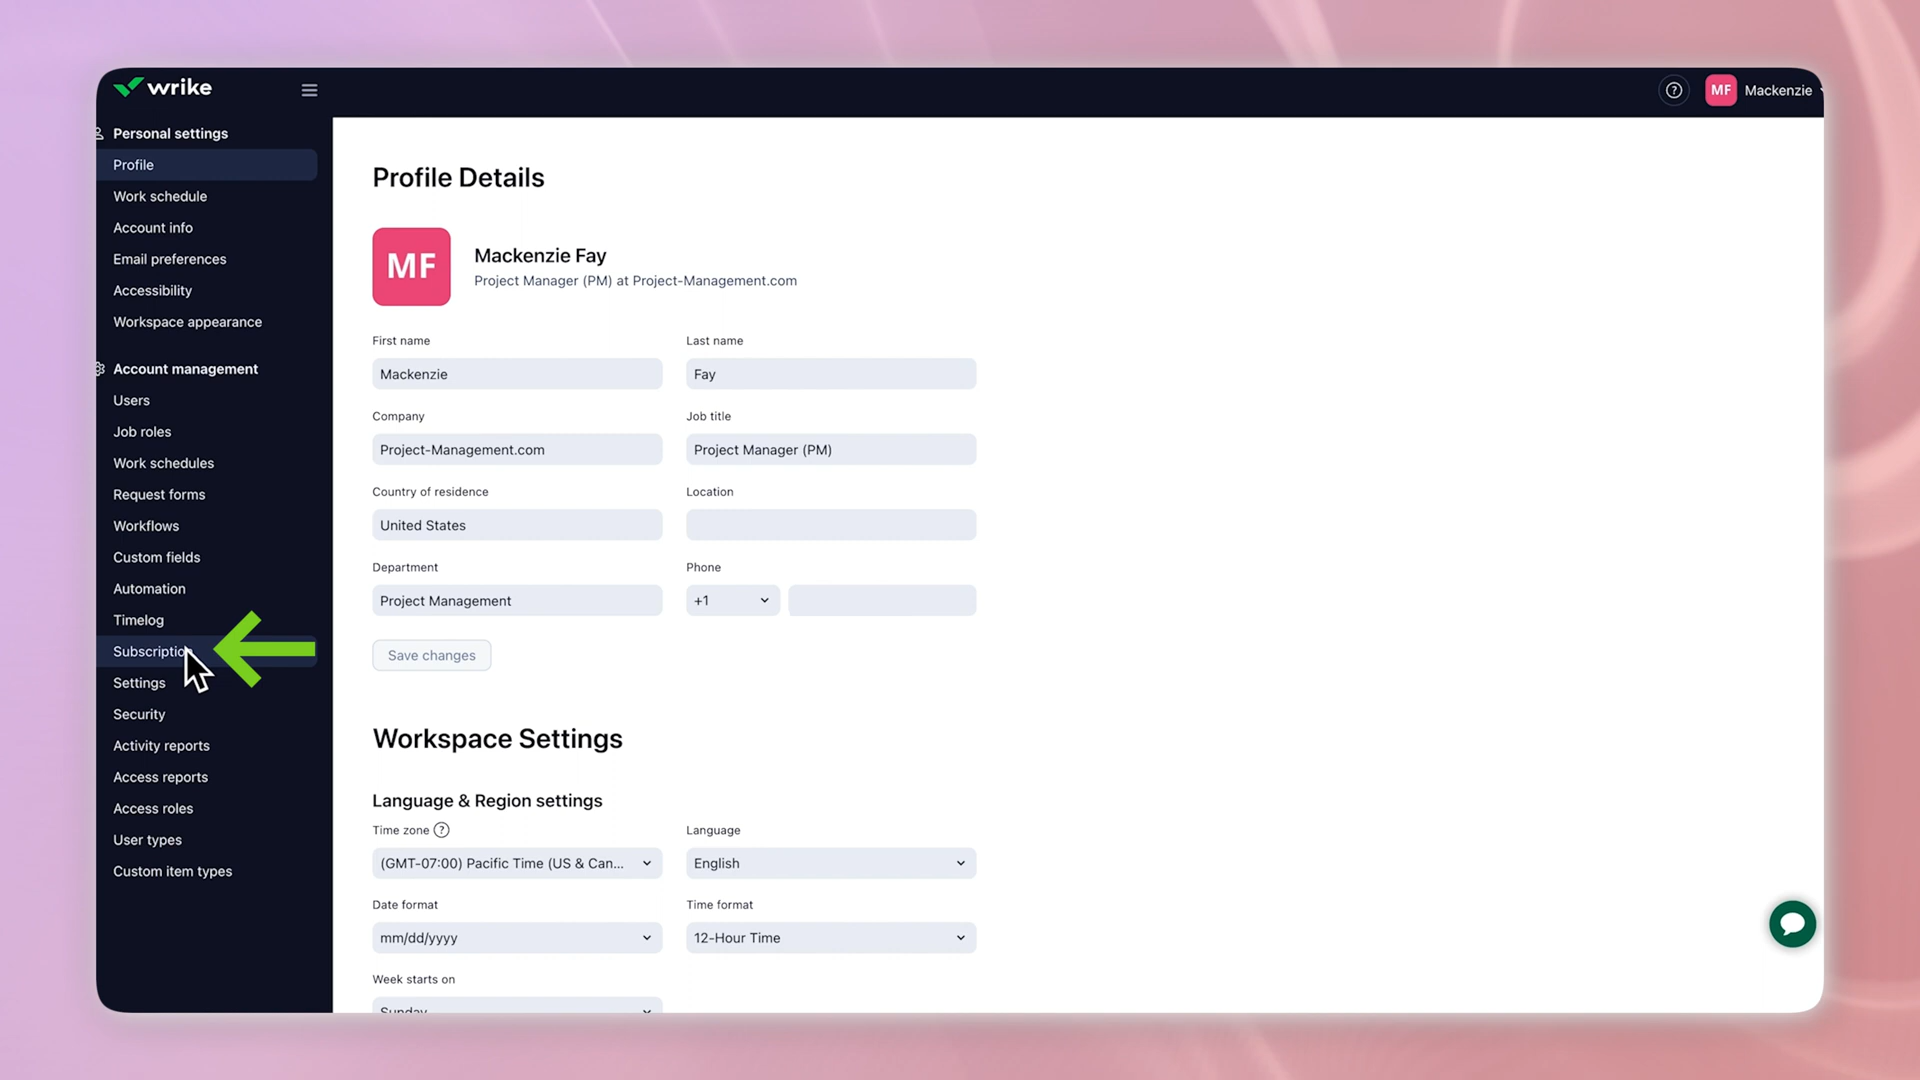 wrike
MF Mackenzie
Personal settings
Profile
Work schedule
Account info
Email preferences
Accessibility
Workspace appearance
Account management
Users
Job roles
Work schedules
Request forms
Workflows
Custom fields
Automation
Timelog
Subscription
Settings
Security
Activity reports
Access reports
Access roles
User types
Custom item types
Profile Details
MF
Mackenzie Fay
Project Manager (PM) at Project-Management.com
First name
Last name
Mackenzie
Fay
Company
Job title
Project-Management.com
Project Manager (PM)
Country of residence
Location
United States
Department
Phone
Project Management
+1
Save changes
Workspace Settings
Language & Region settings
Time zone ?
Language
(GMT-07:00) Pacific Time (US & Can...
English
Date format
Time format
mm/dd/yyyy
12-Hour Time
Week starts on
Sunday